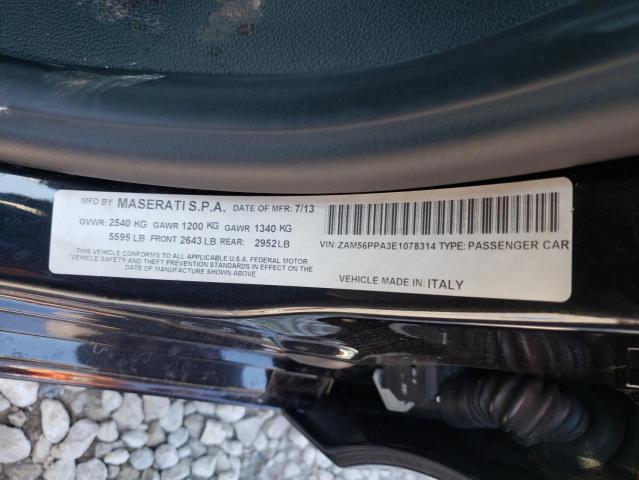 MFD BY MASERATI S.P.A. DATE OF MFR: 7/13
GVWR: 2540 KG GAWR 1200 KG GAWR 1340 KG
5595 LB FRONT 2643 LB REAR: 2952 LB
THIS VEHICLE CONFORMS TO ALL APPLICABLE U.S.A. FEDERAL MOTOR
VEHICLE SAFETY AND THEFT PREVENTION STANDARDS IN EFFECT ON THE
DATE OF MANUFACTURE SHOWN ABOVE
VIN: ZAM56PPA3E1078314 TYPE: PASSENGER CAR
VEHICLE MADE IN: ITALY